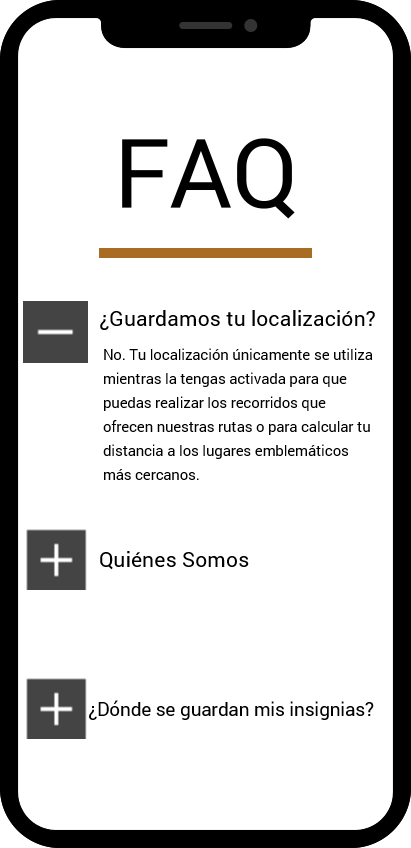 FAQ
¿Guardamos tu localización?
No. Tu localización únicamente se utiliza
mientras la tengas activada para que
puedas realizar los recorridos que
ofrecen nuestras rutas o para calcular tu
distancia a los lugares emblemáticos
más cercanos.
Quiénes Somos
¿Dónde se guardan mis insignias?